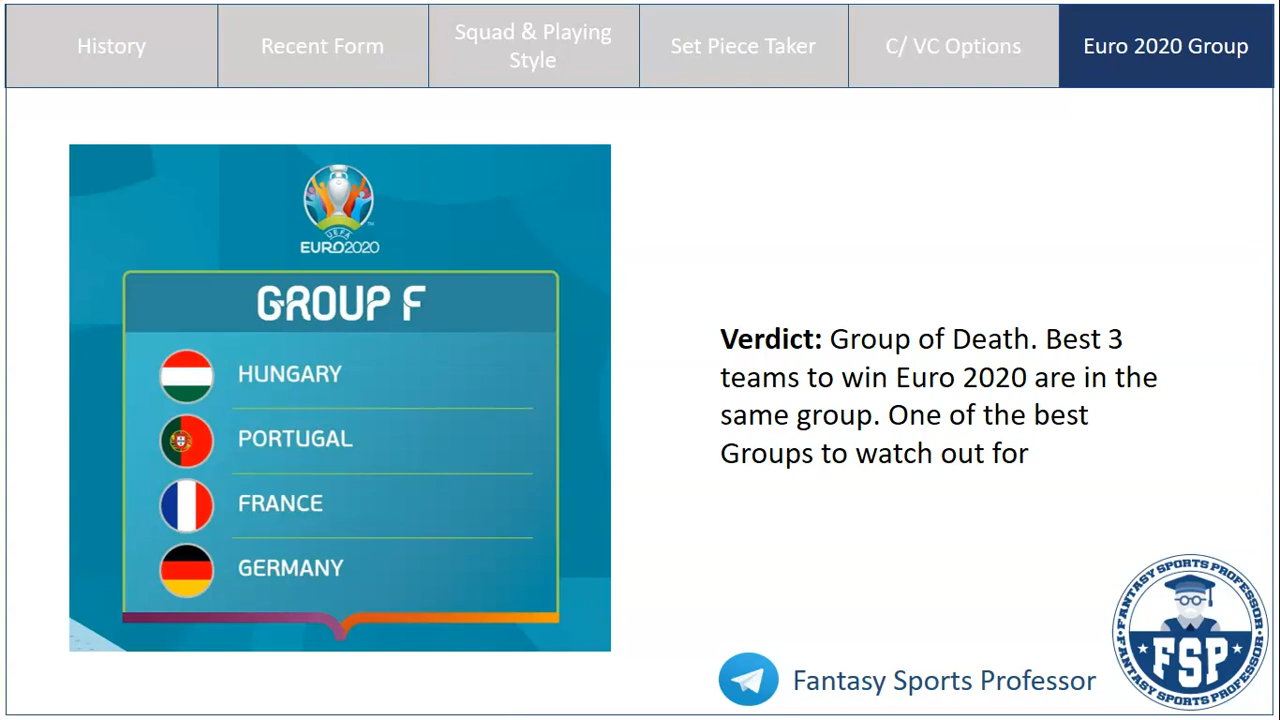 History
Recent Form
Squad & Playing
Style
Set Piece Taker
C/ VC Options
Euro 2020 Group
UEFA
EURO2020
GROUP F
HUNGARY
PORTUGAL
FRANCE
GERMANY
Verdict: Group of Death. Best 3
teams to win Euro 2020 are in the
same group. One of the best
Groups to watch out for
Fantasy Sports Professor
FANTASY SPORTS PROFESSOR
FANTASY SPORTS PROFESSOR
FSP